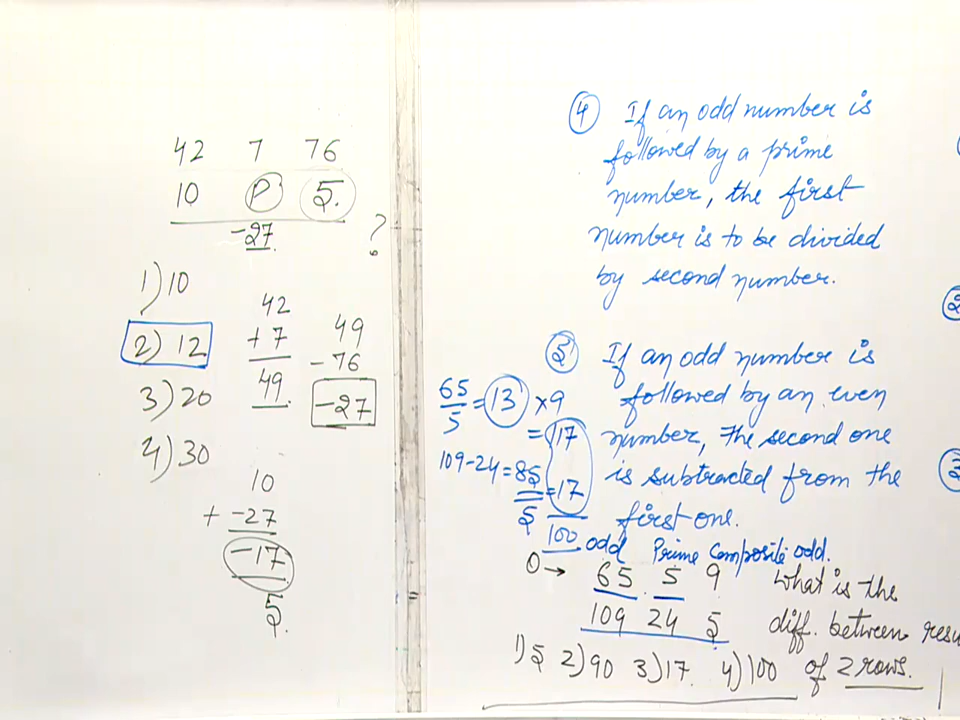 42 7 76
10 P 5.
-27
?
1) 10
2) 12
3) 20
4) 30
42
+ 7
49
49
- 76
-27
10
+ -27
-17
5.
4 If an odd number is
followed by a prime
number, the first
number is to be divided
by second number.
5 If an odd number is
followed by an even
number, The second one
is subtracted from the
first one.
65/5 = 13 × 9
= 117
109-24 = 85/5 = 17
100
odd Prime Composite odd.
0→ 65 5 9 What is the
109 24 5 diff. between resu
1) 5 2) 90 3) 17 4) 100 of 2 rows.
2
3